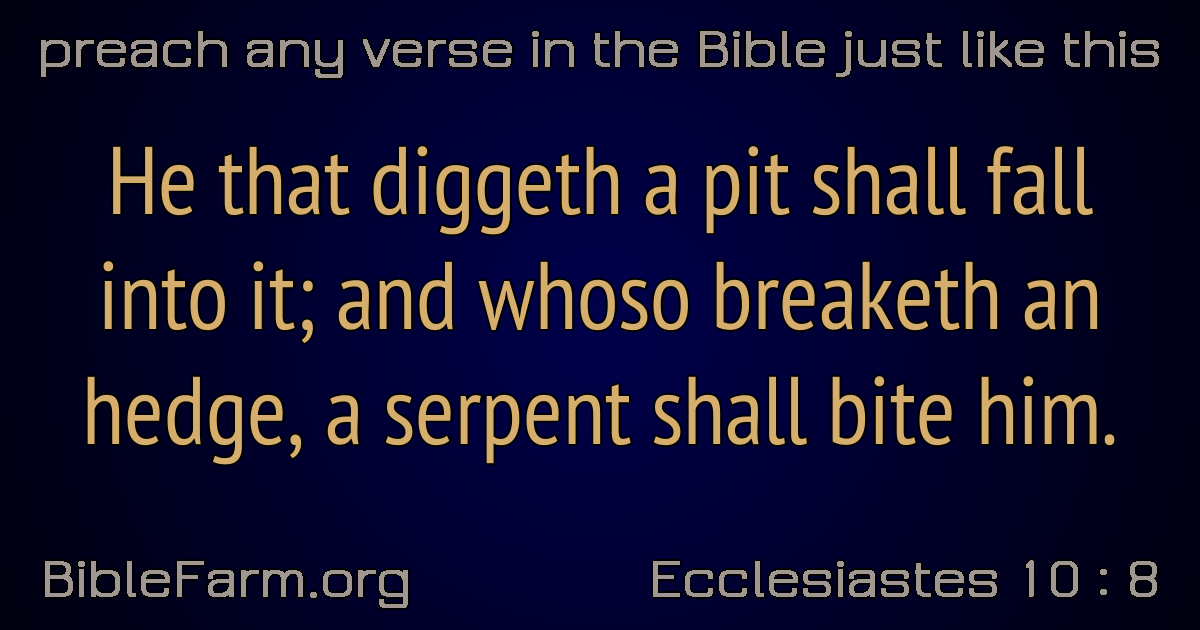 preach any verse in the Bible just like this
He that diggeth a pit shall fall
into it; and whoso breaketh an
hedge, a serpent shall bite him.
BibleFarm.org
Ecclesiastes 10 : 8